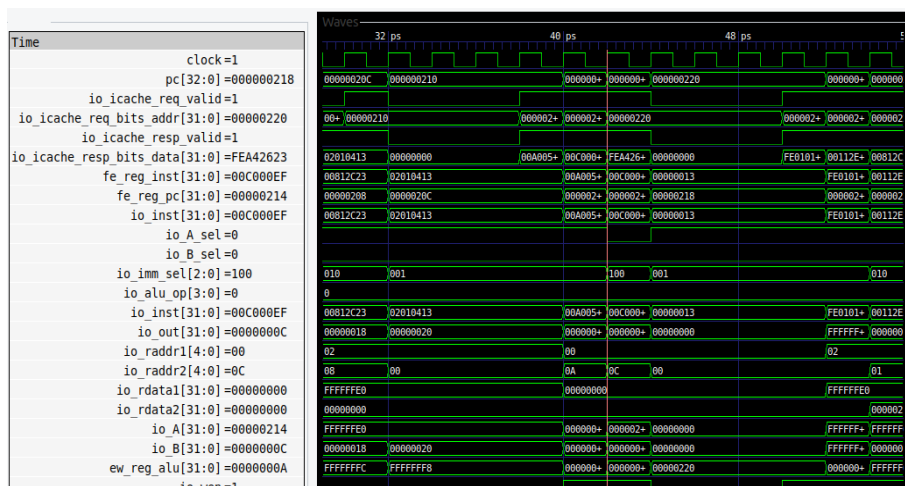 Waves
32 ps 40 ps 48 ps 5
Time
clock=1
pc[32:0]=000000218 00000020C 000000210 000000+ 000000+ 000000220 000000+ 000000
io_icache_req_valid=1
io_icache_req_bits_addr[31:0]=00000220 00+ 00000210 000002+ 000002+ 00000220 000002+ 000002+ 000002
io_icache_resp_valid=1
io_icache_resp_bits_data[31:0]=FEA42623 02010413 00000000 00A005+ 00C000+ FEA426+ 00000000 FE0101+ 00112E+ 00812C
fe_reg_inst[31:0]=00C000EF 00812C23 02010413 00A005+ 00C000+ 00000013 FE0101+ 00112E
fe_reg_pc[31:0]=00000214 00000208 0000020C 000002+ 000002+ 00000218 000002+ 000002
io_inst[31:0]=00C000EF 00812C23 02010413 00A005+ 00C000+ 00000013 FE0101+ 00112E
io_A_sel=0
io_B_sel=0
io_imm_sel[2:0]=100 010 001 100 001 010
io_alu_op[3:0]=0 0
io_inst[31:0]=00C000EF 00812C23 02010413 00A005+ 00C000+ 00000013 FE0101+ 00112E
io_out[31:0]=0000000C 00000018 00000020 000000+ 000000+ 00000000 FFFFFF+ 000000
io_raddr1[4:0]=00 02 00 02
io_raddr2[4:0]=0C 08 00 0A 0C 00 01
io_rdata1[31:0]=00000000 FFFFFFE0 00000000 FFFFFFE0
io_rdata2[31:0]=00000000 00000000 000002
io_A[31:0]=00000214 FFFFFFE0 000000+ 000002+ 00000000 FFFFFF+ FFFFFF
io_B[31:0]=0000000C 00000018 00000020 000000+ 000000+ 00000000 FFFFFF+ 000000
ew_reg_alu[31:0]=0000000A FFFFFFFC FFFFFFF8 000000+ 000000+ 00000220 000000+ FFFFFF